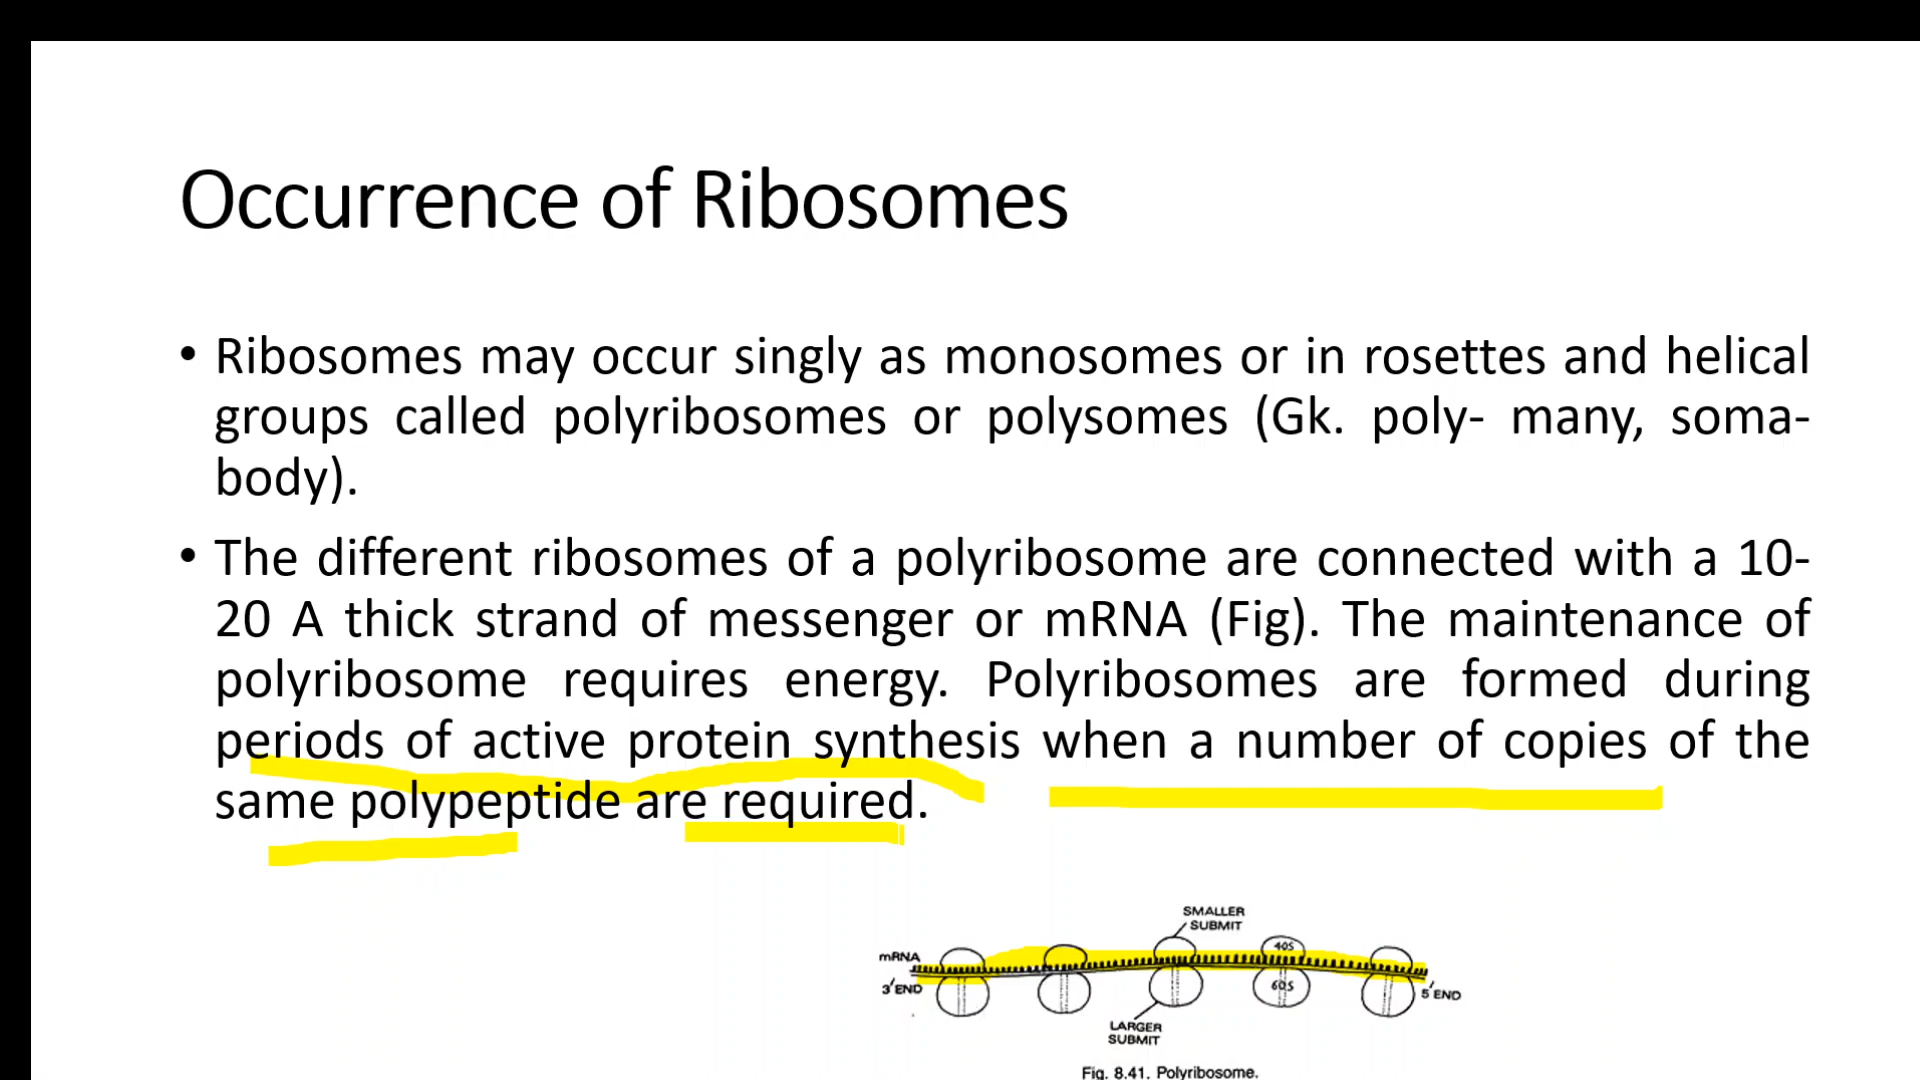 Occurrence of Ribosomes
• Ribosomes may occur singly as monosomes or in rosettes and helical
groups called polyribosomes or polysomes (Gk. poly- many, soma-
body).
• The different ribosomes of a polyribosome are connected with a 10-
20 A thick strand of messenger or mRNA (Fig). The maintenance of
polyribosome requires energy. Polyribosomes are formed during
periods of active protein synthesis when a number of copies of the
same polypeptide are required.
SMALLER
SUBMIT
mRNA
40S
3'END
60S
5'END
LARGER
SUBMIT
Fig. 8.41. Polyribosome.